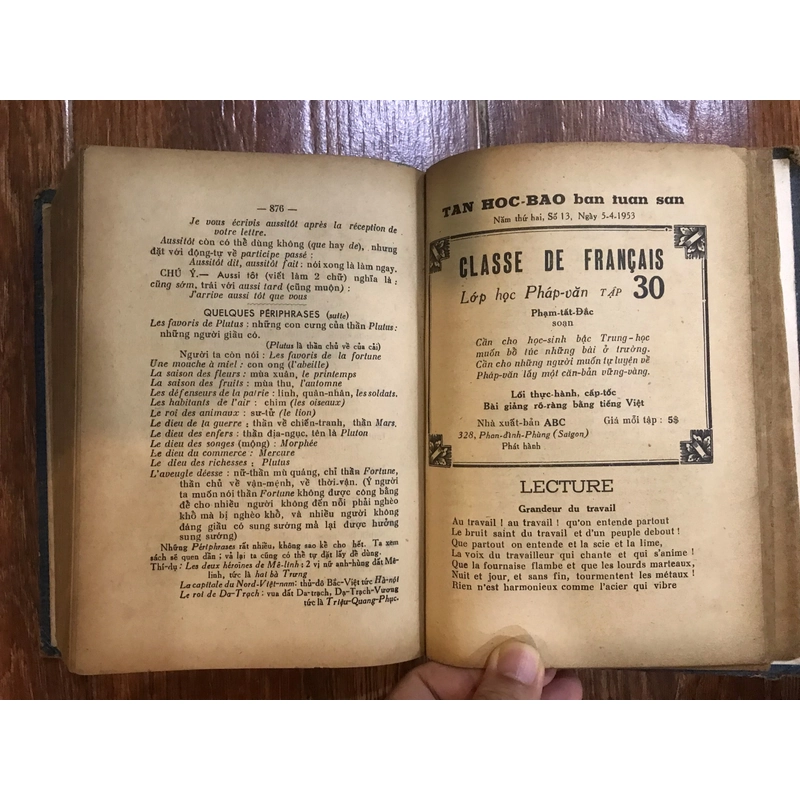 — 876 —
Je vous écrivis aussitôt après la réception de
votre lettre.
Aussitôt còn có thể dùng không (que hay de), nhưng
đặt với động-tự về participe passé :
Aussitôt dit, aussitôt fait : nói xong là làm ngay.
CHÚ Ý.— Aussi tôt (viết làm 2 chữ) nghĩa là :
cũng sớm, trái với aussi tard (cũng muộn) :
J'arrive aussi tôt que vous
QUELQUES PÉRIPHRASES (suite)
Les favoris de Plutus : những con cưng của thần Plutus:
những người giầu có.
(Plutus là thần chủ về của cải)
Người ta còn nói : Les favoris de la fortune
Une mouche à miel : con ong (l'abeille)
La saison des fleurs : mùa xuân, le printemps
La saison des fruits : mùa thu, l'automne
Les défenseurs de la patrie : lính, quân-nhân, les soldats.
Les habitants de l'air : chim (les oiseaux)
Le roi des animaux : sư-tử (le lion)
Le dieu de la guerre : thần về chiến-tranh, thần Mars.
Le dieu des enfers : thần địa-ngục, tên là Pluton
Le dieu des songes (mộng) : Morphée
Le dieu du commerce : Mercure
Le dieu des richesses : Plutus
L'aveugle déesse : nữ-thần mù quáng, chỉ thần Fortune,
thần chủ về vận-mệnh, về thời-vận. (Ý người
ta muốn nói thần Fortune không được công bằng
để cho nhiều người không đến nỗi phải nghèo
khổ mà bị nghèo khổ, và nhiều người không
đáng giầu có sung sướng mà lại được hưởng
sung sướng)
Những Périphrases rất nhiều, không sao kể cho hết. Ta xem
sách sẽ quen dần ; vả lại ta cũng có thể tự đặt lấy để dùng.
Thí-dụ : Les deux héroïnes de Mê-linh : 2 vị nữ anh-hùng đất Mê-
linh, tức là hai bà Trưng
La capitale du Nord-Việt-nam: thủ-đô Bắc-Việt tức Hà-nội
Le roi de Dạ-Trạch : vua đất Dạ-trạch, Dạ-Trạch-Vương
tức là Triệu-Quang-Phục.
TAN HOC-BAO ban tuan san
Năm thứ hai, Số 13, Ngày 5-4-1953
CLASSE DE FRANÇAIS
Lớp học Pháp-văn TẬP 30
Phạm-tất-Đắc
soạn
Cần cho học-sinh bậc Trung-học
muốn bổ túc những bài ở trường.
Cần cho những người muốn tự luyện về
Pháp-văn lấy một căn-bản vững-vàng.
Lối thực-hành, cấp-tốc
Bài giảng rõ-ràng bằng tiếng Việt
Nhà xuất-bản ABC Giá mỗi tập : 5$
328, Phan-đình-Phùng (Saigon)
Phát hành
LECTURE
Grandeur du travail
Au travail ! au travail ! qu'on entende partout
Le bruit saint du travail et d'un peuple debout !
Que partout on entende et la scie et la lime,
La voix du travailleur qui chante et qui s'anime !
Que la fournaise flambe et que les lourds marteaux,
Nuit et jour, et sans fin, tourmentent les métaux !
Rien n'est harmonieux comme l'acier qui vibre